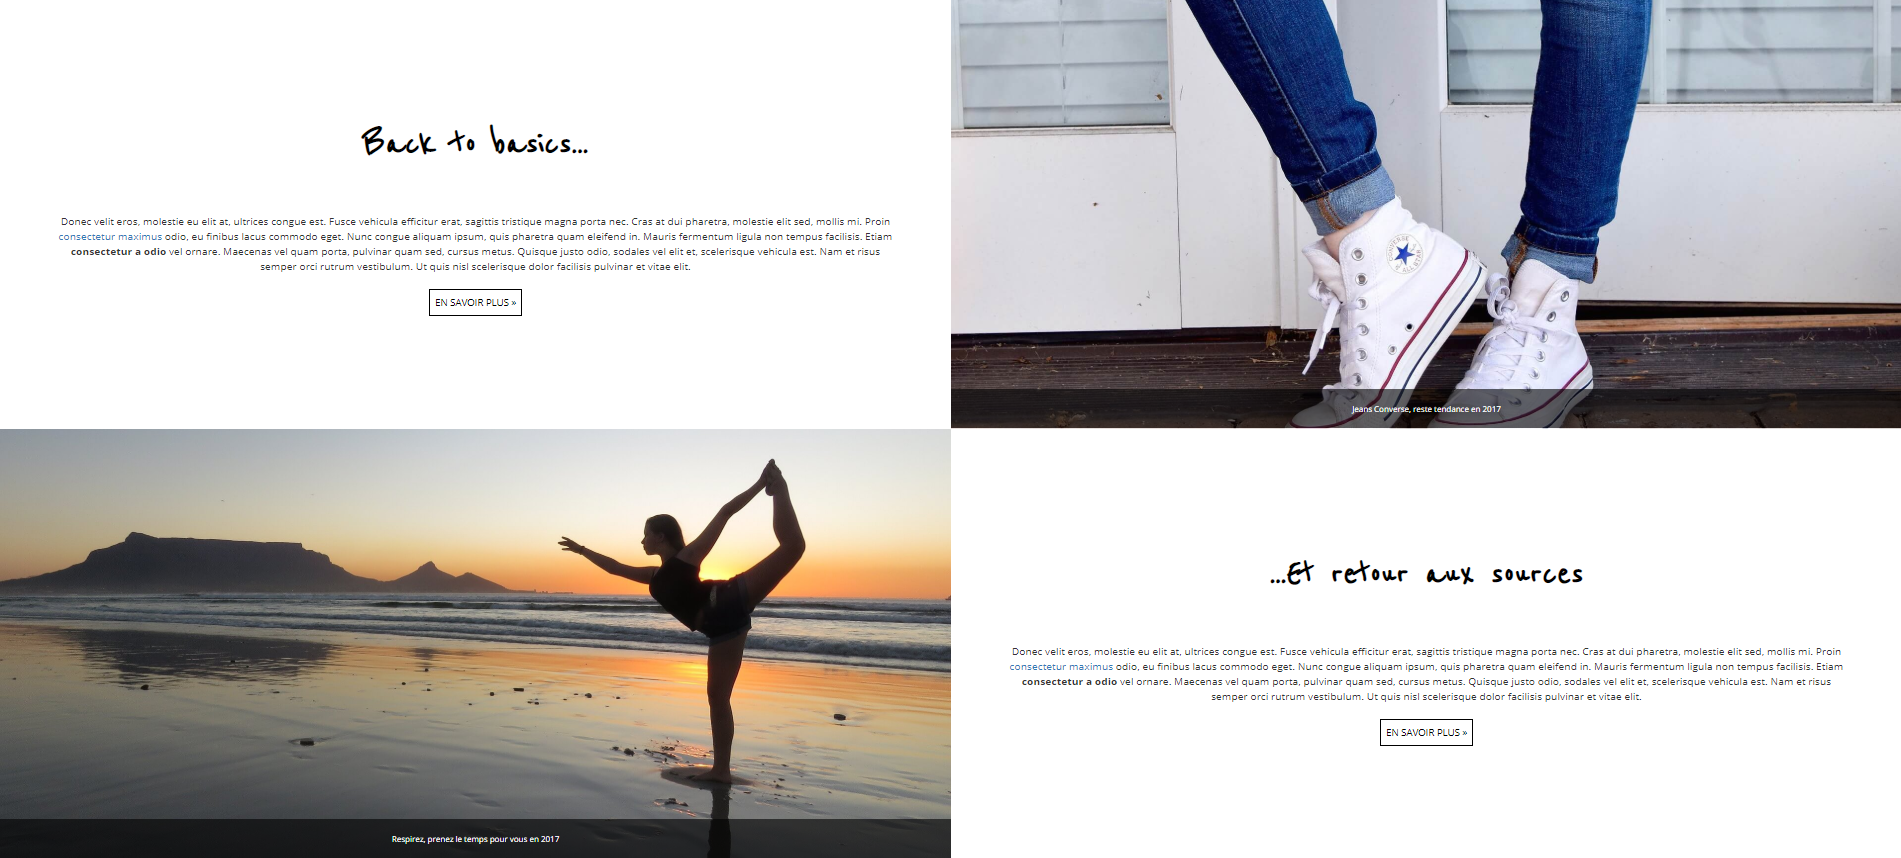 Back to basics...
Donec velit eros, molestie eu elit at, ultrices congue est. Fusce vehicula efficitur erat, sagittis tristique magna porta nec. Cras at dui pharetra, molestie elit sed, mollis mi. Proin
consectetur maximus odio, eu finibus lacus commodo eget. Nunc congue aliquam ipsum, quis pharetra quam eleifend in. Mauris fermentum ligula non tempus facilisis. Etiam
consectetur a odio vel ornare. Maecenas vel quam porta, pulvinar quam sed, cursus metus. Quisque justo odio, sodales vel elit et, scelerisque vehicula est. Nam et risus
semper orci rutrum vestibulum. Ut quis nisl scelerisque dolor facilisis pulvinar et vitae elit.
EN SAVOIR PLUS »
CONVERSE
ALL STAR
Jeans Converse, reste tendance en 2017
Respirez, prenez le temps pour vous en 2017
...Et retour aux sources
Donec velit eros, molestie eu elit at, ultrices congue est. Fusce vehicula efficitur erat, sagittis tristique magna porta nec. Cras at dui pharetra, molestie elit sed, mollis mi. Proin
consectetur maximus odio, eu finibus lacus commodo eget. Nunc congue aliquam ipsum, quis pharetra quam eleifend in. Mauris fermentum ligula non tempus facilisis. Etiam
consectetur a odio vel ornare. Maecenas vel quam porta, pulvinar quam sed, cursus metus. Quisque justo odio, sodales vel elit et, scelerisque vehicula est. Nam et risus
semper orci rutrum vestibulum. Ut quis nisl scelerisque dolor facilisis pulvinar et vitae elit.
EN SAVOIR PLUS »